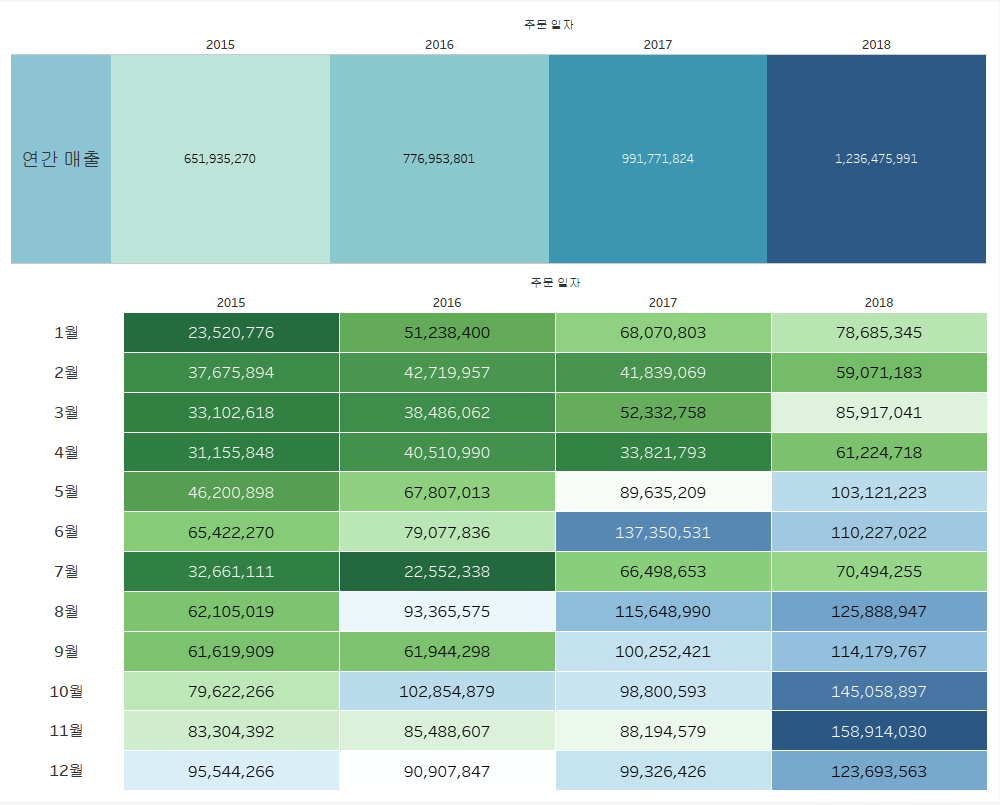 주문 일자
2015 2016 2017 2018
연간 매출 651,935,270 776,953,801 991,771,824 1,236,475,991
주문 일자
2015 2016 2017 2018
1월 23,520,776 51,238,400 68,070,803 78,685,345
2월 37,675,894 42,719,957 41,839,069 59,071,183
3월 33,102,618 38,486,062 52,332,758 85,917,041
4월 31,155,848 40,510,990 33,821,793 61,224,718
5월 46,200,898 67,807,013 89,635,209 103,121,223
6월 65,422,270 79,077,836 137,350,531 110,227,022
7월 32,661,111 22,552,338 66,498,653 70,494,255
8월 62,105,019 93,365,575 115,648,990 125,888,947
9월 61,619,909 61,944,298 100,252,421 114,179,767
10월 79,622,266 102,854,879 98,800,593 145,058,897
11월 83,304,392 85,488,607 88,194,579 158,914,030
12월 95,544,266 90,907,847 99,326,426 123,693,563